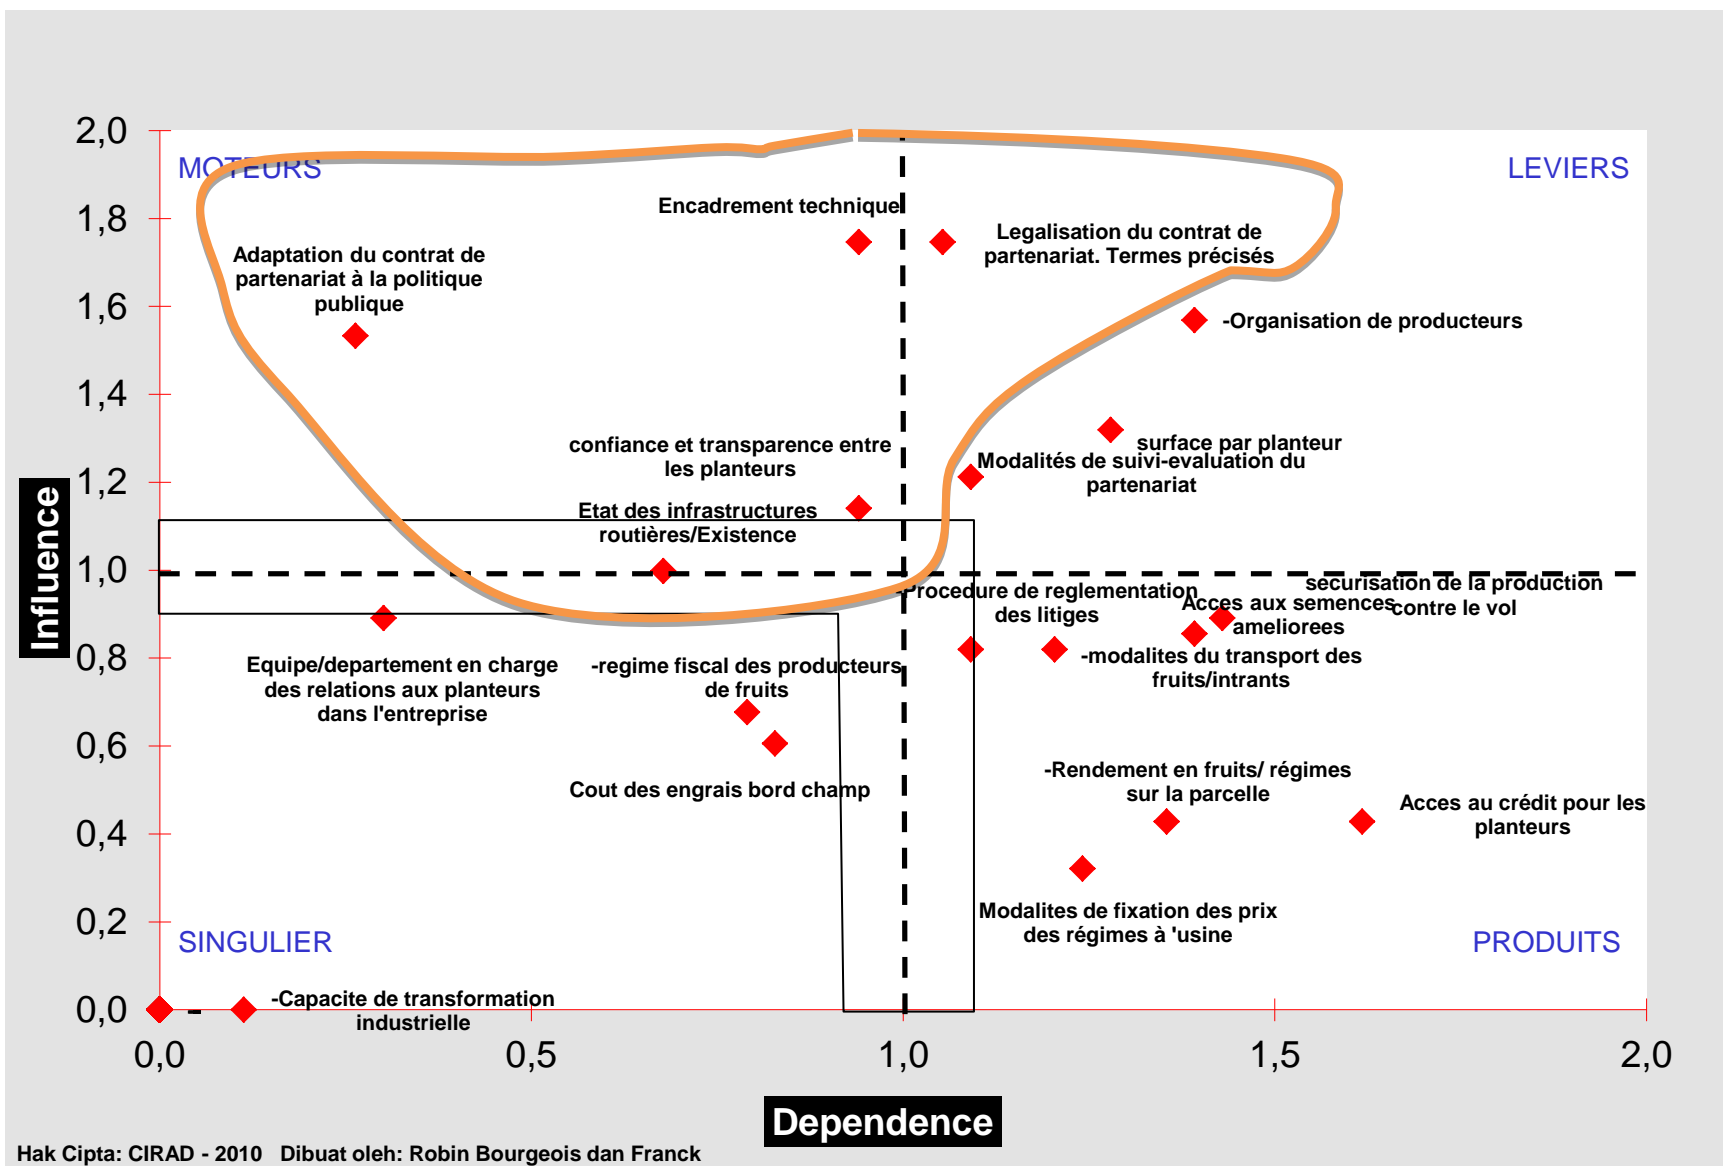 2,0
MOTEURS
LEVIERS
1,8
Encadrement technique
Legalisation du contrat de
partenariat. Termes précisés
Adaptation du contrat de
partenariat à la politique
publique
1,6
-Organisation de producteurs
1,4
confiance et transparence entre
les planteurs
surface par planteur
Modalités de suivi-evaluation du
partenariat
1,2
Etat des infrastructures
routières/Existence
1,0
Influence
Procedure de reglementation
des litiges
securisation de la production
contre le vol
Acces aux semences
ameliorees
0,8
Equipe/departement en charge
des relations aux planteurs
dans l'entreprise
-regime fiscal des producteurs
de fruits
-modalites du transport des
fruits/intrants
0,6
Cout des engrais bord champ
-Rendement en fruits/ régimes
sur la parcelle
Acces au crédit pour les
planteurs
0,4
Modalites de fixation des prix
des régimes à 'usine
0,2
SINGULIER
PRODUITS
0,0
-
-Capacite de transformation
industrielle
0,0 0,5 1,0 1,5 2,0
Dependence
Hak Cipta: CIRAD - 2010 Dibuat oleh: Robin Bourgeois dan Franck